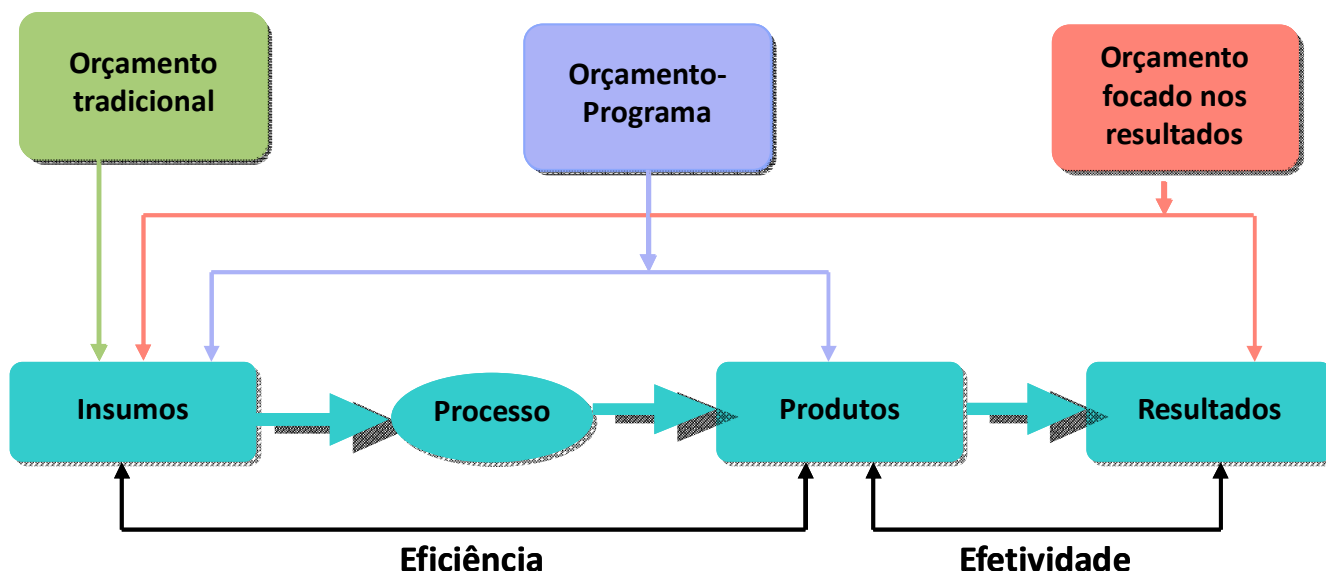 Orçamento
tradicional
Orçamento-
Programa
Orçamento
focado nos
resultados
Insumos
Processo
Produtos
Resultados
Eficiência
Efetividade